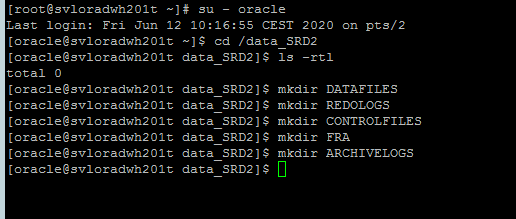 [root@svloradwh201t ~]# su - oracle
Last login: Fri Jun 12 10:16:55 CEST 2020 on pts/2
[oracle@svloradwh201t ~]$ cd /data_SRD2
[oracle@svloradwh201t data_SRD2]$ ls -rtl
total 0
[oracle@svloradwh201t data_SRD2]$ mkdir DATAFILES
[oracle@svloradwh201t data_SRD2]$ mkdir REDOLOGS
[oracle@svloradwh201t data_SRD2]$ mkdir CONTROLFILES
[oracle@svloradwh201t data_SRD2]$ mkdir FRA
[oracle@svloradwh201t data_SRD2]$ mkdir ARCHIVELOGS
[oracle@svloradwh201t data_SRD2]$